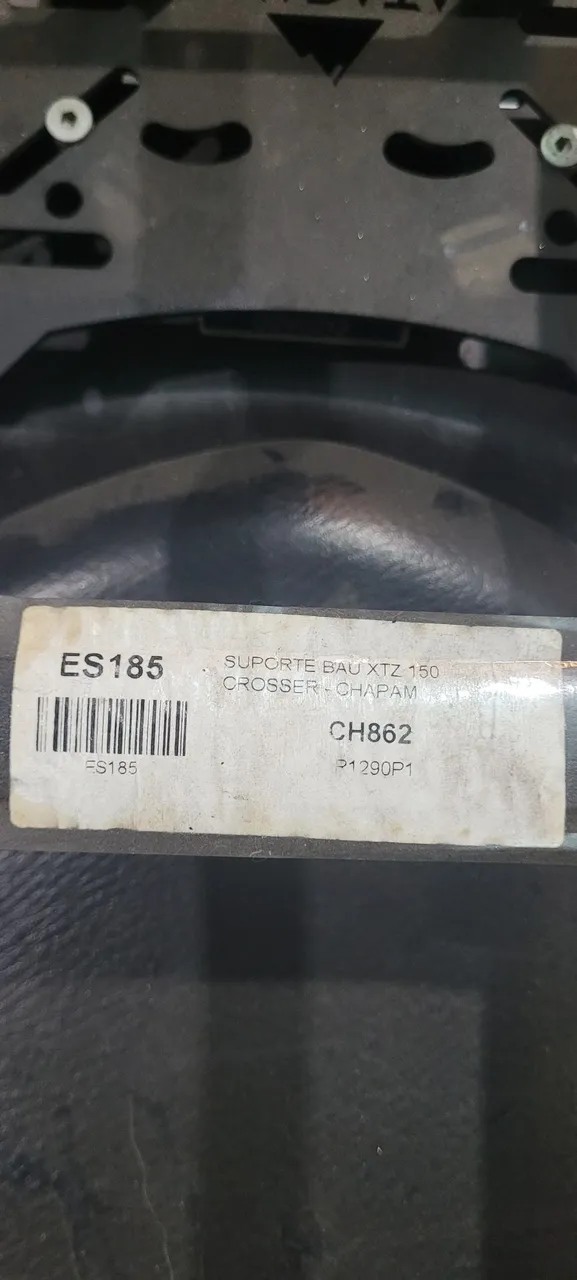 ES185
SUPORTE BAU XTZ 150
CROSSER - CHAPAM
CH862
ES185
P1290P1